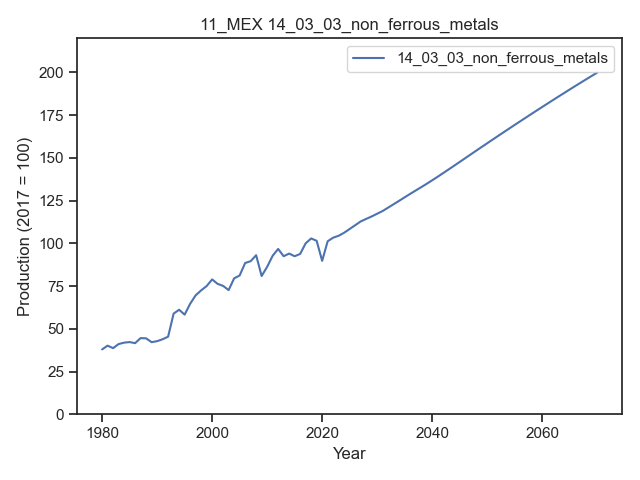 11_MEX 14_03_03_non_ferrous_metals
14_03_03_non_ferrous_metals
200
175
150
125
100
75
50
25
0
Production (2017 = 100)
1980 2000 2020 2040 2060
Year